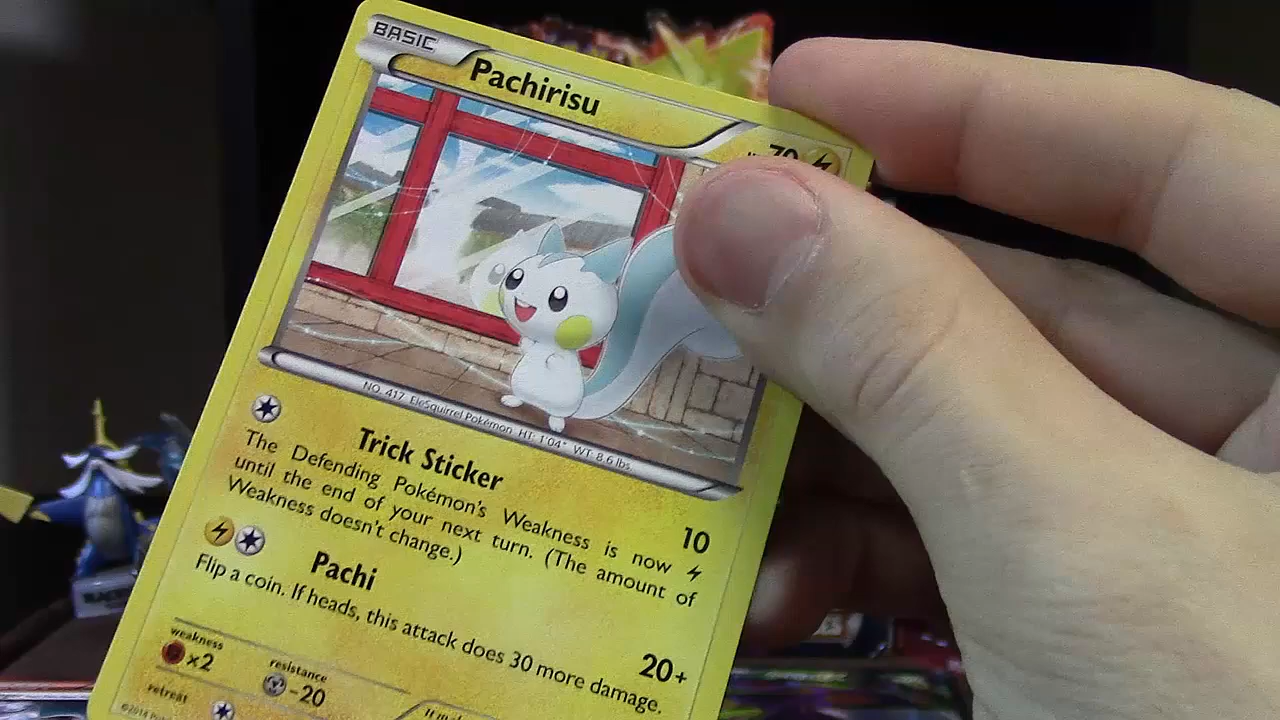 BASIC
Pachirisu
70
NO. 417 EleSquirrel Pokémon HT: 1'04" WT: 8.6 lbs.
Trick Sticker
10
The Defending Pokémon's Weakness is now
until the end of your next turn. (The amount of
Weakness doesn't change.)
Pachi
20+
Flip a coin. If heads, this attack does 30 more damage.
weakness
×2
resistance
-20
retreat
©2014